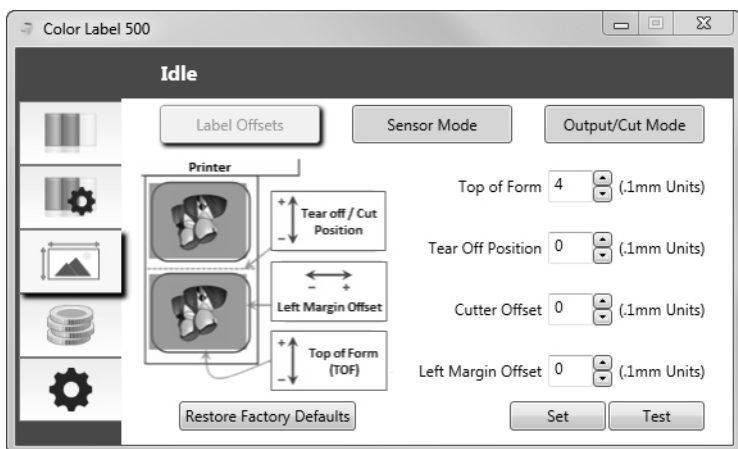 Color Label 500
Idle
Label Offsets
Sensor Mode
Output/Cut Mode
Printer
+
-
Tear off / Cut
Position
- +
Left Margin Offset
+
-
Top of Form
(TOF)
Top of Form 4 (.1mm Units)
Tear Off Position 0 (.1mm Units)
Cutter Offset 0 (.1mm Units)
Left Margin Offset 0 (.1mm Units)
Restore Factory Defaults
Set
Test